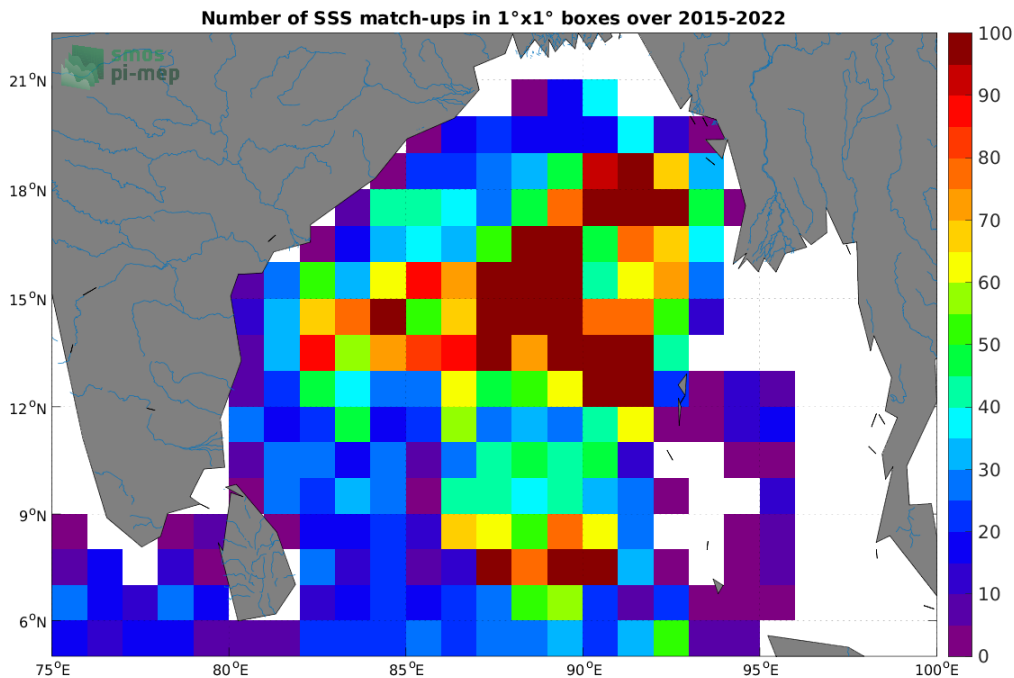 Number of SSS match-ups in 1°x1° boxes over 2015-2022
smos
pi-mep
21°N
18°N
15°N
12°N
9°N
6°N
75°E
80°E
85°E
90°E
95°E
100°E
100
90
80
70
60
50
40
30
20
10
0